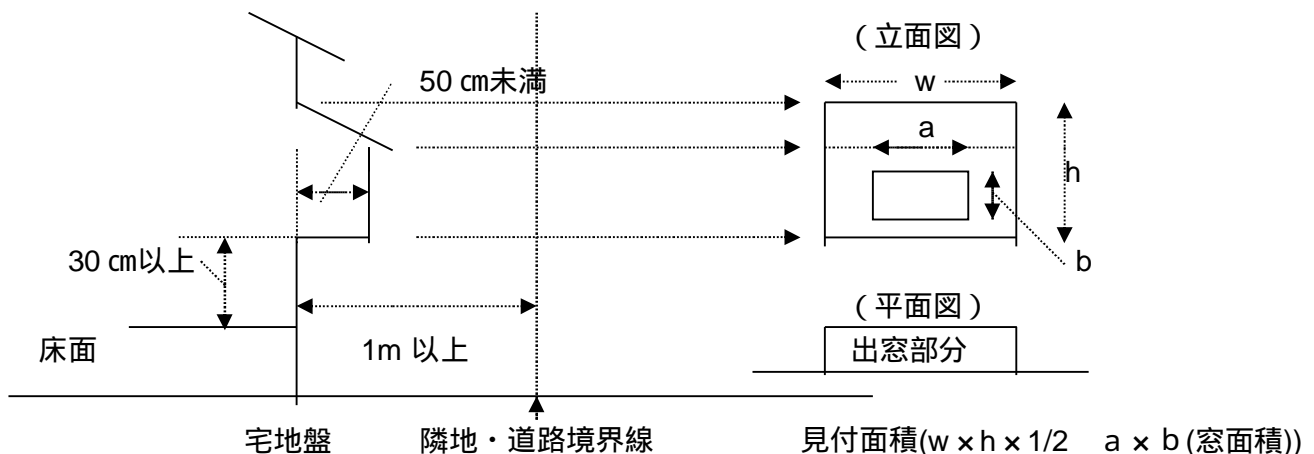 (立面図)
50㎝未満
w
a
h
30㎝以上
b
(平面図)
床面
1m 以上
出窓部分
宅地盤
隣地・道路境界線
見付面積(w×h×1/2 a×b(窓面積))